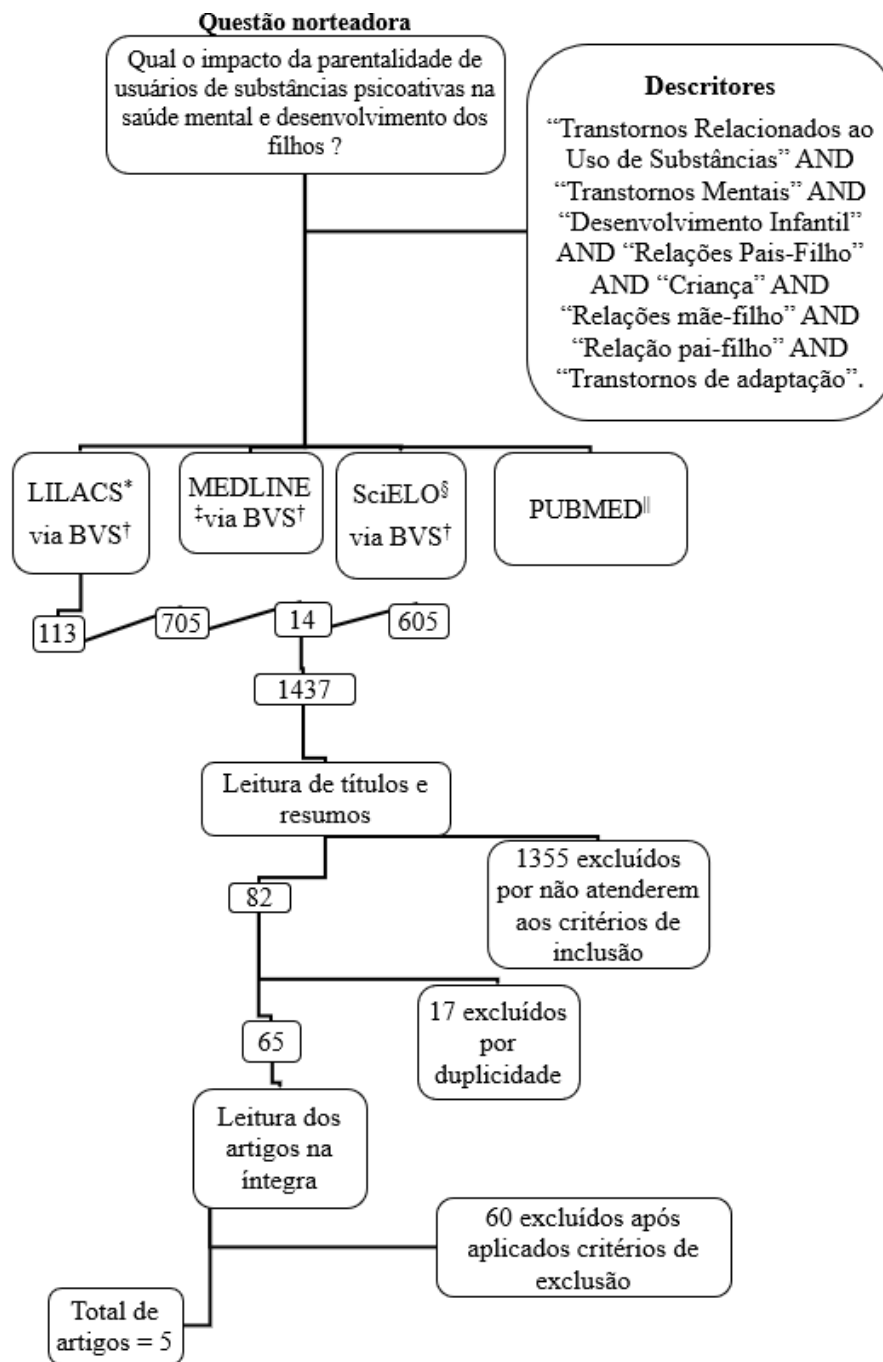 Questão norteadora
Qual o impacto da parentalidade de
usuários de substâncias psicoativas na
saúde mental e desenvolvimento dos
filhos ?
Descritores
“Transtornos Relacionados ao
Uso de Substâncias” AND
“Transtornos Mentais” AND
“Desenvolvimento Infantil”
AND “Relações Pais-Filho”
AND “Criança” AND
“Relações mãe-filho” AND
“Relação pai-filho” AND
“Transtornos de adaptação”.
LILACS*
via BVS†
MEDLINE
‡via BVS†
SciELO§
via BVS†
PUBMED||
113
705
14
605
1437
Leitura de títulos e
resumos
1355 excluídos
por não atenderem
aos critérios de
inclusão
82
17 excluídos
por
duplicidade
65
Leitura dos
artigos na
íntegra
60 excluídos após
aplicados critérios de
exclusão
Total de
artigos = 5